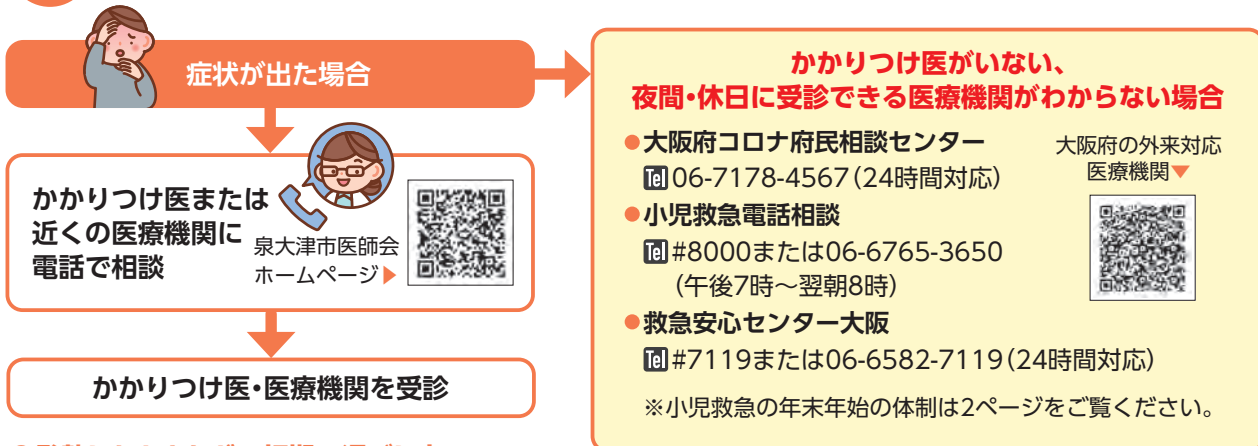 症状が出た場合
かかりつけ医または
近くの医療機関に
電話で相談
泉大津市医師会
ホームページ▶
かかりつけ医・医療機関を受診
かかりつけ医がいない、
夜間・休日に受診できる医療機関がわからない場合
●大阪府コロナ府民相談センター
℡06-7178-4567（24時間対応）
●小児救急電話相談
℡#8000または06-6765-3650
（午後7時～翌朝8時）
●救急安心センター大阪
℡#7119または06-6582-7119（24時間対応）
※小児救急の年末年始の体制は2ページをご覧ください。
大阪府の外来対応
医療機関▼